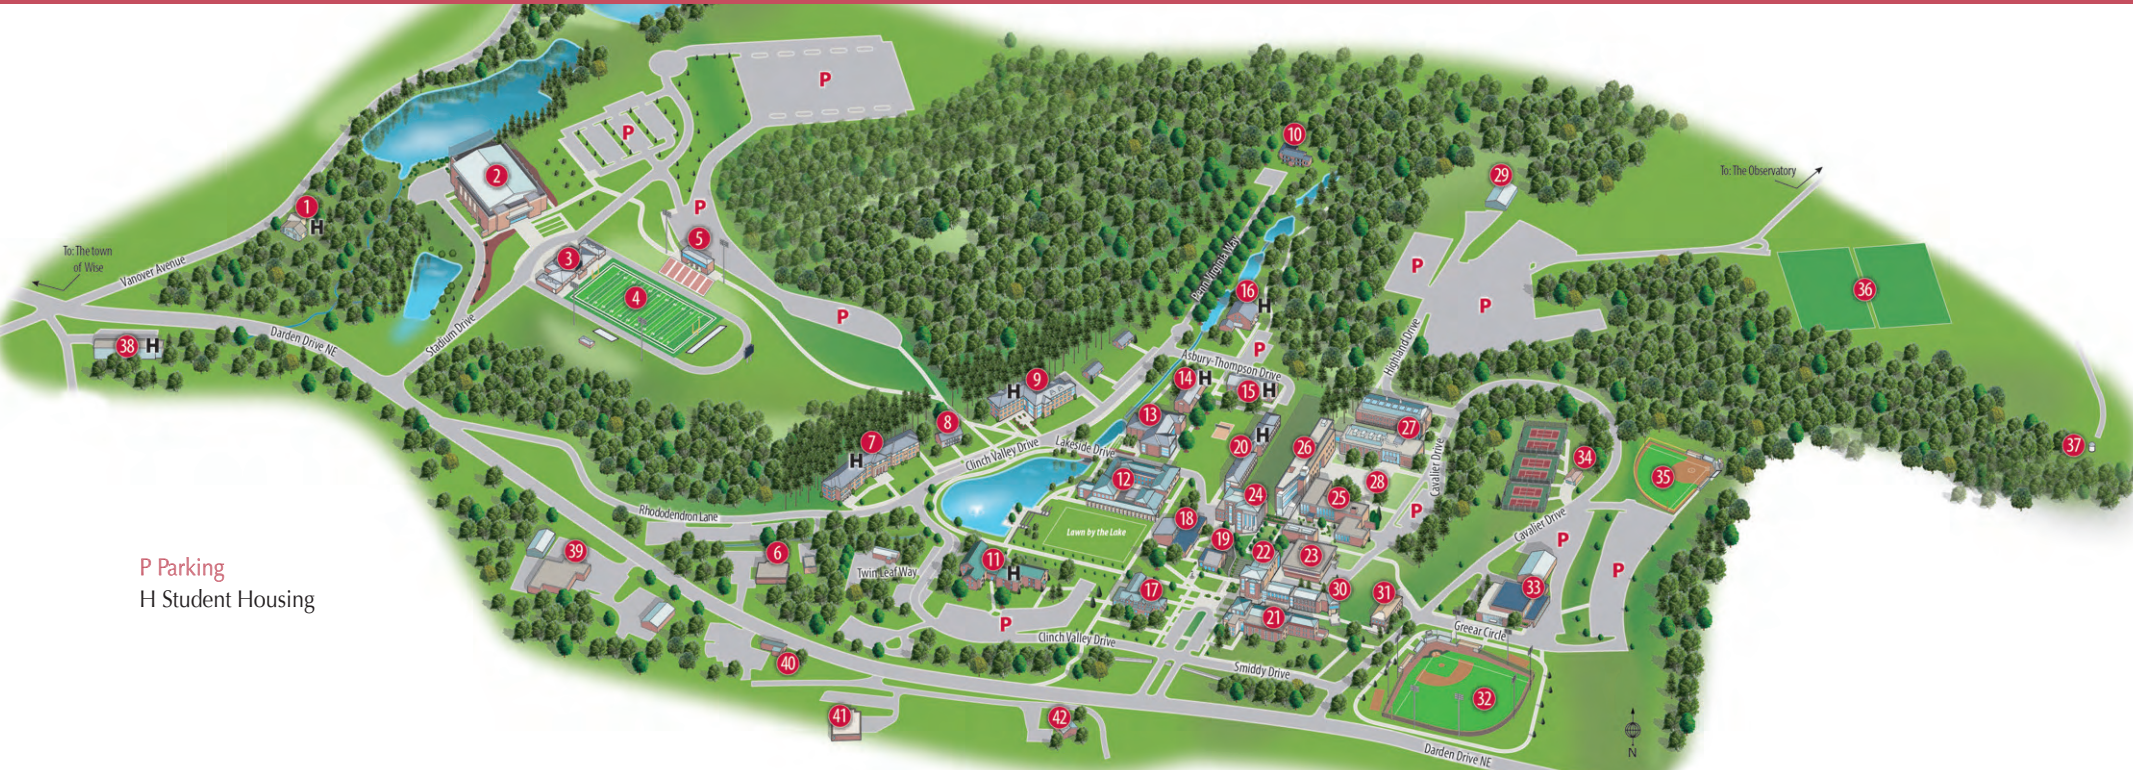 P
P
10
To: The Observatory
29
2
1
H
P
5
To: The town
of Wise
Vanover Avenue
3
4
Penn Virginia Way
16
H
P
P
36
P
38
H
Darden Drive NE
Stadium Drive
Asbury-Thompson Drive
P
Highland Drive
9
H
14
H
15
H
8
13
7
H
Clinch Valley Drive
Lakeside Drive
20
H
26
27
Cavalier Drive
34
35
37
12
24
28
25
P
Rhododendron Lane
18
Lawn by the Lake
19
Cavalier Drive
P
P
39
6
11
H
Twin Leaf Way
22
23
17
30
31
33
P Parking
H Student Housing
P
21
Clinch Valley Drive
Greear Circle
Smiddy Drive
40
32
41
42
Darden Drive NE
N